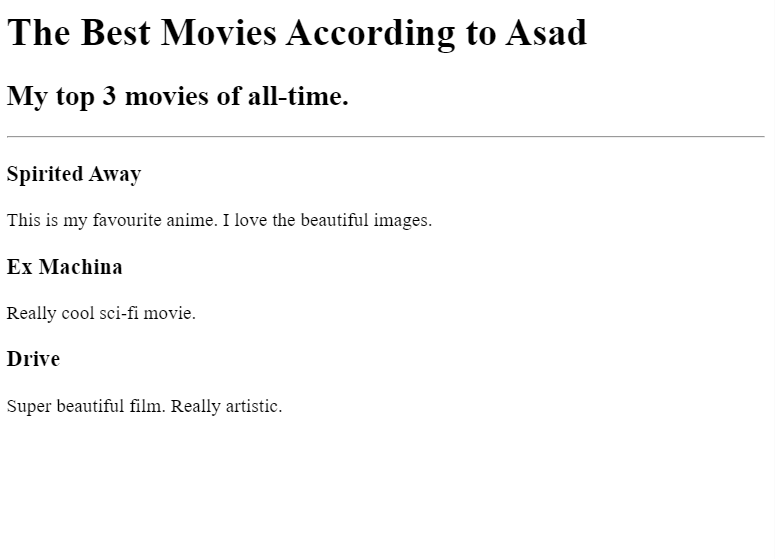 The Best Movies According to Asad
My top 3 movies of all-time.
Spirited Away
This is my favourite anime. I love the beautiful images.
Ex Machina
Really cool sci-fi movie.
Drive
Super beautiful film. Really artistic.